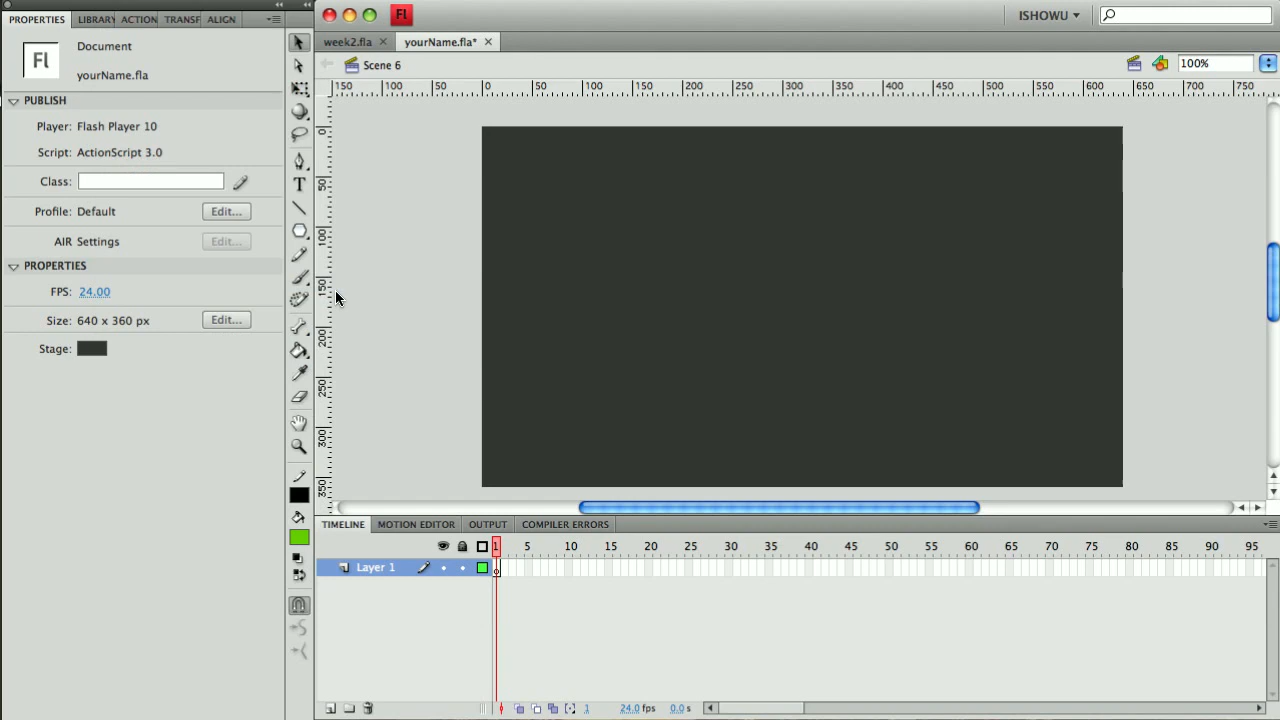 PROPERTIES LIBRARY ACTION TRANSF ALIGN
Fl
Document
yourName.fla
PUBLISH
Player: Flash Player 10
Script: ActionScript 3.0
Class:
Profile: Default Edit...
AIR Settings Edit...
PROPERTIES
FPS: 24.00
Size: 640 x 360 px Edit...
Stage:
T
Fl
ISHOWU
week2.fla yourName.fla*
Scene 6
100%
150 100 50 0 50 100 150 200 250 300 350 400 450 500 550 600 650 700 750
0
50
100
150
200
250
300
350
TIMELINE MOTION EDITOR OUTPUT COMPILER ERRORS
1 5 10 15 20 25 30 35 40 45 50 55 60 65 70 75 80 85 90 95
Layer 1
1 24.0 fps 0.0 s